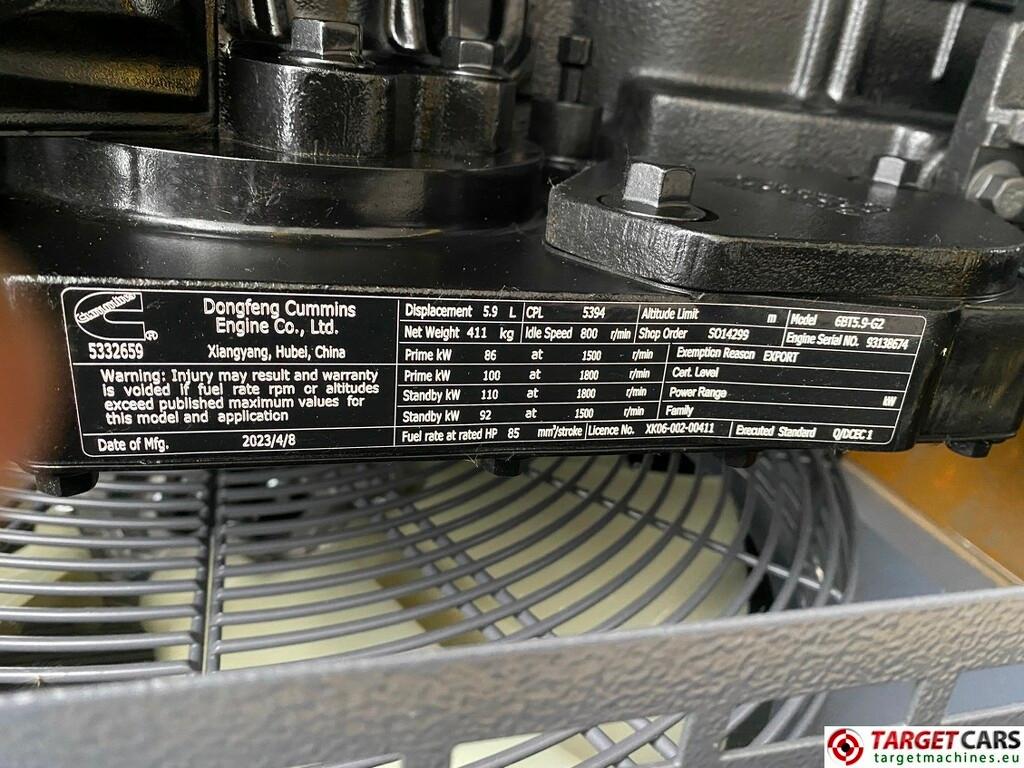 Cummins ®
5332659
Dongfeng Cummins
Engine Co., Ltd.
Xiangyang, Hubei, China
Warning: Injury may result and warranty
is voided if fuel rate rpm or altitudes
exceed published maximum values for
this model and application
Date of Mfg. 2023/4/8
Displacement 5.9 L CPL 5394 Altitude Limit m Model 6BT5.9-G2
Net Weight 411 kg Idle Speed 800 r/min Shop Order SO14299 Engine Serial NO. 93138674
Prime kW 86 at 1500 r/min Exemption Reason EXPORT
Prime kW 100 at 1800 r/min Cert. Level
Standby kW 110 at 1800 r/min Power Range kW
Standby kW 92 at 1500 r/min Family
Fuel rate at rated HP 85 mm³/stroke Licence No. XK06-002-00411 Executed Standerd Q/DCEC 1
TARGETCARS
targetmachines.eu